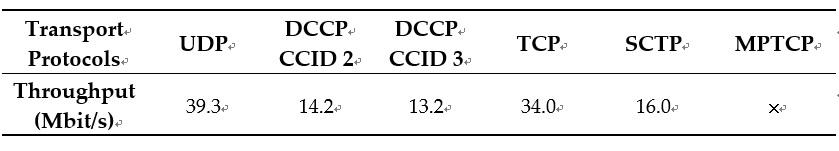 Transport Protocols UDP DCCP CCID 2 DCCP CCID 3 TCP SCTP MPTCP
Throughput (Mbit/s) 39.3 14.2 13.2 34.0 16.0 ×